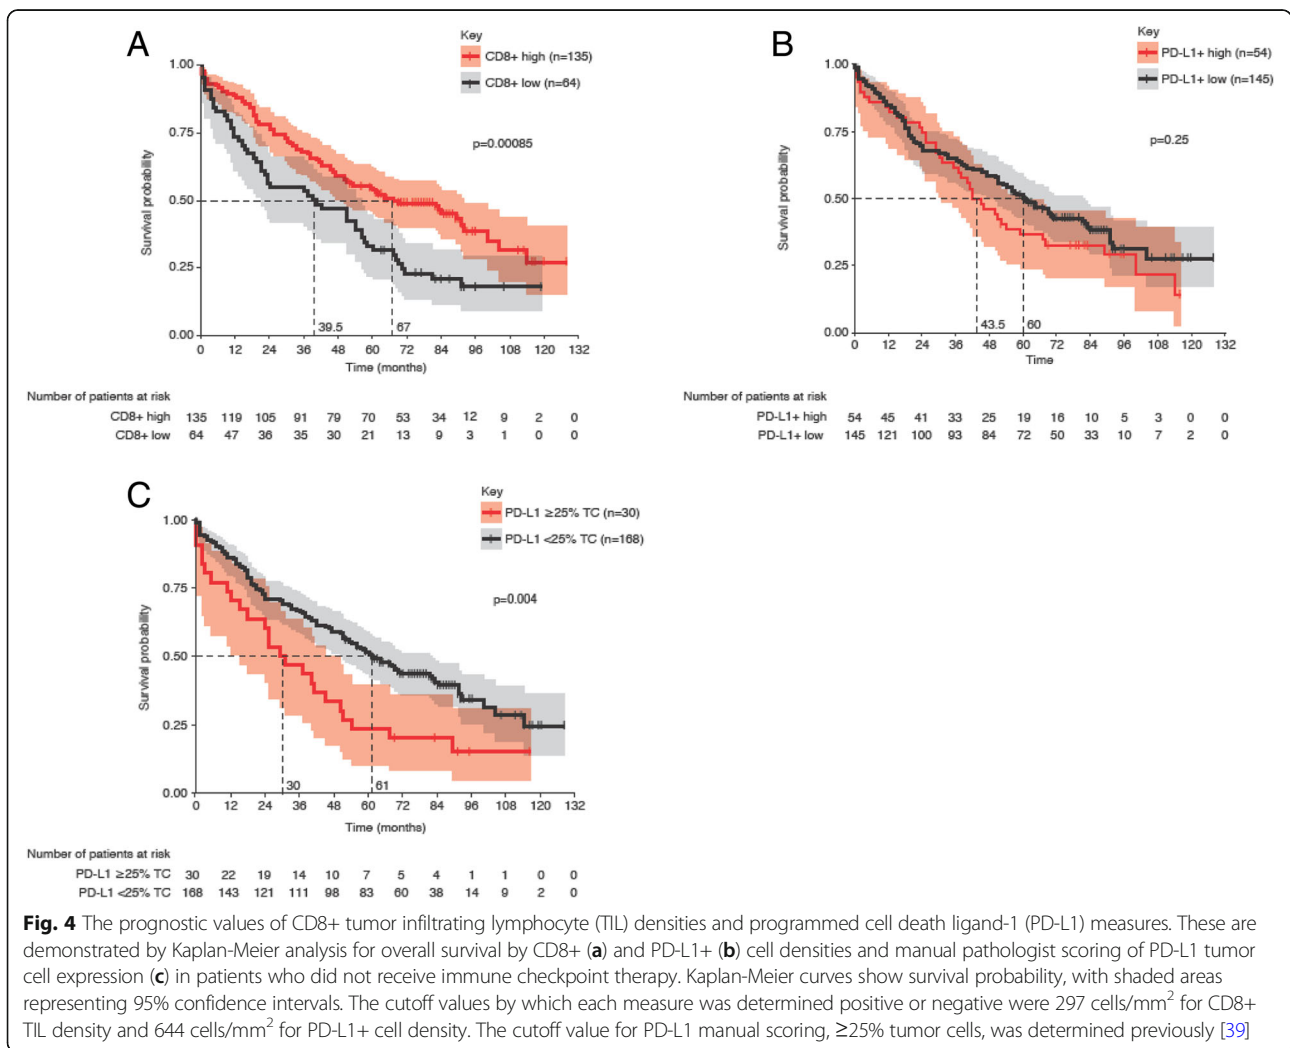 A
Key
CD8+ high (n=135)
CD8+ low (n=64)
p=0.00085
Survival probability
1.00
0.75
0.50
0.25
0.00
39.5
67
0 12 24 36 48 60 72 84 96 108 120 132
Time (months)
Number of patients at risk
CD8+ high 135 119 105 91 79 70 53 34 12 9 2 0
CD8+ low 64 47 36 35 30 21 13 9 3 1 0 0
B
Key
PD-L1+ high (n=54)
PD-L1+ low (n=145)
p=0.25
Survival probability
1.00
0.75
0.50
0.25
0.00
43.5
60
0 12 24 36 48 60 72 84 96 108 120 132
Time
Number of patients at risk
PD-L1+ high 54 45 41 33 25 19 16 10 5 3 0 0
PD-L1+ low 145 121 100 93 84 72 50 33 10 7 2 0
C
Key
PD-L1 ≥25% TC (n=30)
PD-L1 <25% TC (n=168)
p=0.004
Survival probability
1.00
0.75
0.50
0.25
0.00
30
61
0 12 24 36 48 60 72 84 96 108 120 132
Time (months)
Number of patients at risk
PD-L1 ≥25% TC 30 22 19 14 10 7 5 4 1 1 0 0
PD-L1 <25% TC 168 143 121 111 98 83 60 38 14 9 2 0
Fig. 4 The prognostic values of CD8+ tumor infiltrating lymphocyte (TIL) densities and programmed cell death ligand-1 (PD-L1) measures. These are
demonstrated by Kaplan-Meier analysis for overall survival by CD8+ (a) and PD-L1+ (b) cell densities and manual pathologist scoring of PD-L1 tumor
cell expression (c) in patients who did not receive immune checkpoint therapy. Kaplan-Meier curves show survival probability, with shaded areas
representing 95% confidence intervals. The cutoff values by which each measure was determined positive or negative were 297 cells/mm² for CD8+
TIL density and 644 cells/mm² for PD-L1+ cell density. The cutoff value for PD-L1 manual scoring, ≥25% tumor cells, was determined previously [39]